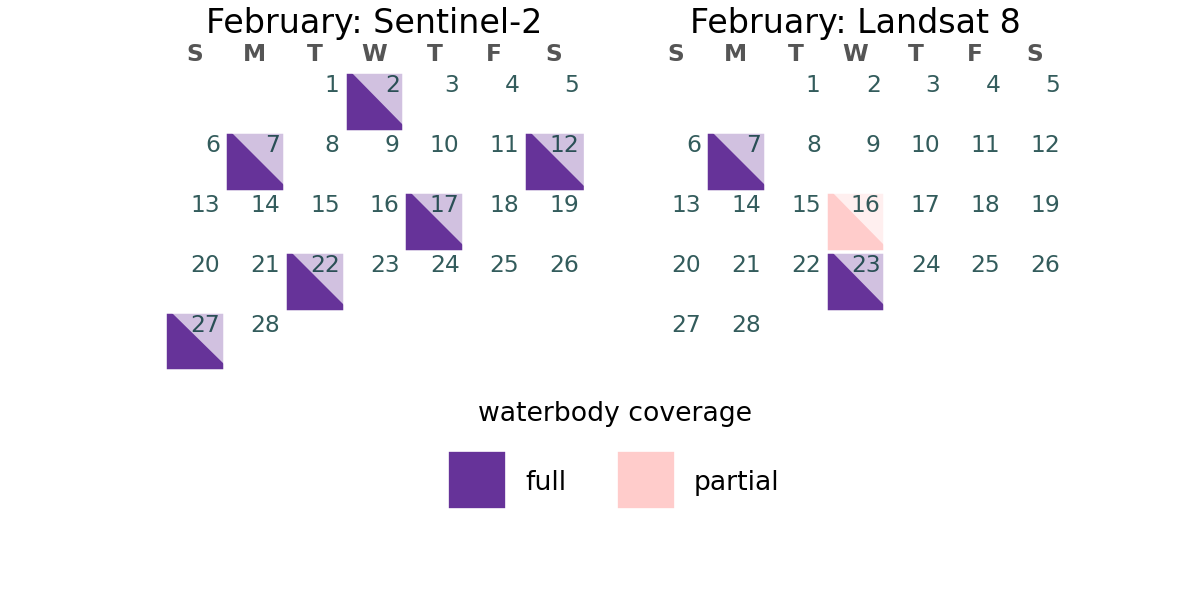 February: Sentinel-2
S M T W T F S
1 2 3 4 5
6 7 8 9 10 11 12
13 14 15 16 17 18 19
20 21 22 23 24 25 26
27 28
February: Landsat 8
S M T W T F S
1 2 3 4 5
6 7 8 9 10 11 12
13 14 15 16 17 18 19
20 21 22 23 24 25 26
27 28
waterbody coverage
full partial